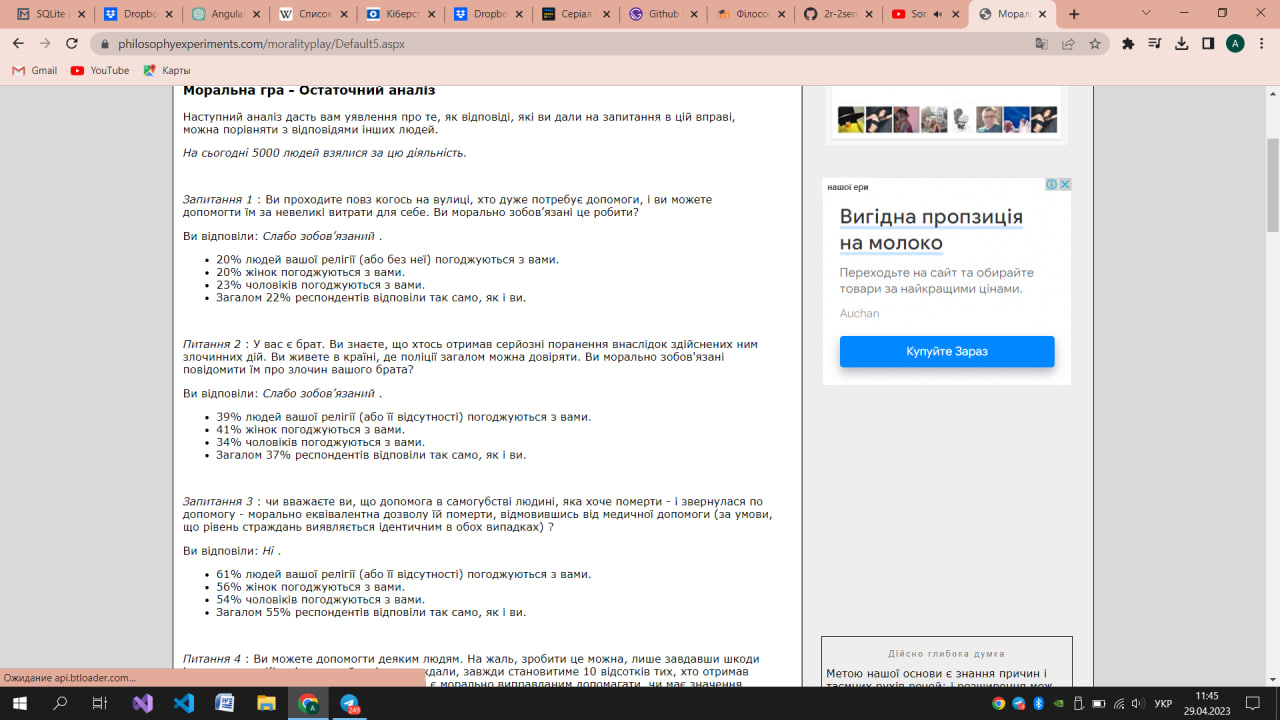 SQLite
Dropbo
Angular
Список
Кіберст
Dropbo
Серіал
Github
Філосо
2r-2sen
Sor
Морал
philosophyexperiments.com/moralityplay/Default5.aspx
A
Gmail
YouTube
Карты
Моральна гра - Остаточний аналіз
Наступний аналіз дасть вам уявлення про те, як відповіді, які ви дали на запитання в цій вправі,
можна порівняти з відповідями інших людей.
На сьогодні 5000 людей взялися за цю діяльність.
Запитання 1 : Ви проходите повз когось на вулиці, хто дуже потребує допомоги, і ви можете
допомогти їм за невеликі витрати для себе. Ви морально зобов’язані це робити?
Ви відповіли: Слабо зобов’язаний .
• 20% людей вашої релігії (або без неї) погоджуються з вами.
• 20% жінок погоджуються з вами.
• 23% чоловіків погоджуються з вами.
• Загалом 22% респондентів відповіли так само, як і ви.
Питання 2 : У вас є брат. Ви знаєте, що хтось отримав серйозні поранення внаслідок здійснених ним
злочинних дій. Ви живете в країні, де поліції загалом можна довіряти. Ви морально зобов'язані
повідомити їм про злочин вашого брата?
Ви відповіли: Слабо зобов’язаний .
• 39% людей вашої релігії (або її відсутності) погоджуються з вами.
• 41% жінок погоджуються з вами.
• 34% чоловіків погоджуються з вами.
• Загалом 37% респондентів відповіли так само, як і ви.
Запитання 3 : чи вважаєте ви, що допомога в самогубстві людині, яка хоче померти - і звернулася по
допомогу - морально еквівалентна дозволу їй померти, відмовившись від медичної допомоги (за умови,
що рівень страждань виявляється ідентичним в обох випадках) ?
Ви відповіли: Ні .
• 61% людей вашої релігії (або її відсутності) погоджуються з вами.
• 56% жінок погоджуються з вами.
• 54% чоловіків погоджуються з вами.
• Загалом 55% респондентів відповіли так само, як і ви.
Питання 4 : Ви можете допомогти деяким людям. На жаль, зробити це можна, лише завдавши шкоди
ждали, завжди становитиме 10 відсотків тих, хто отримав
є морально виправданим допомагати, чи має значення
нашої ери
Вигідна пропзиція
на молоко
Переходьте на сайт та обирайте
товари за найкращими цінами.
Auchan
Купуйте Зараз
Дійсно глибока думка
Метою нашої основи є знання причин і
таємних рухів речей; і розширення меж
Ожидание api.btloader.com...
249
УКР
11:45
29.04.2023